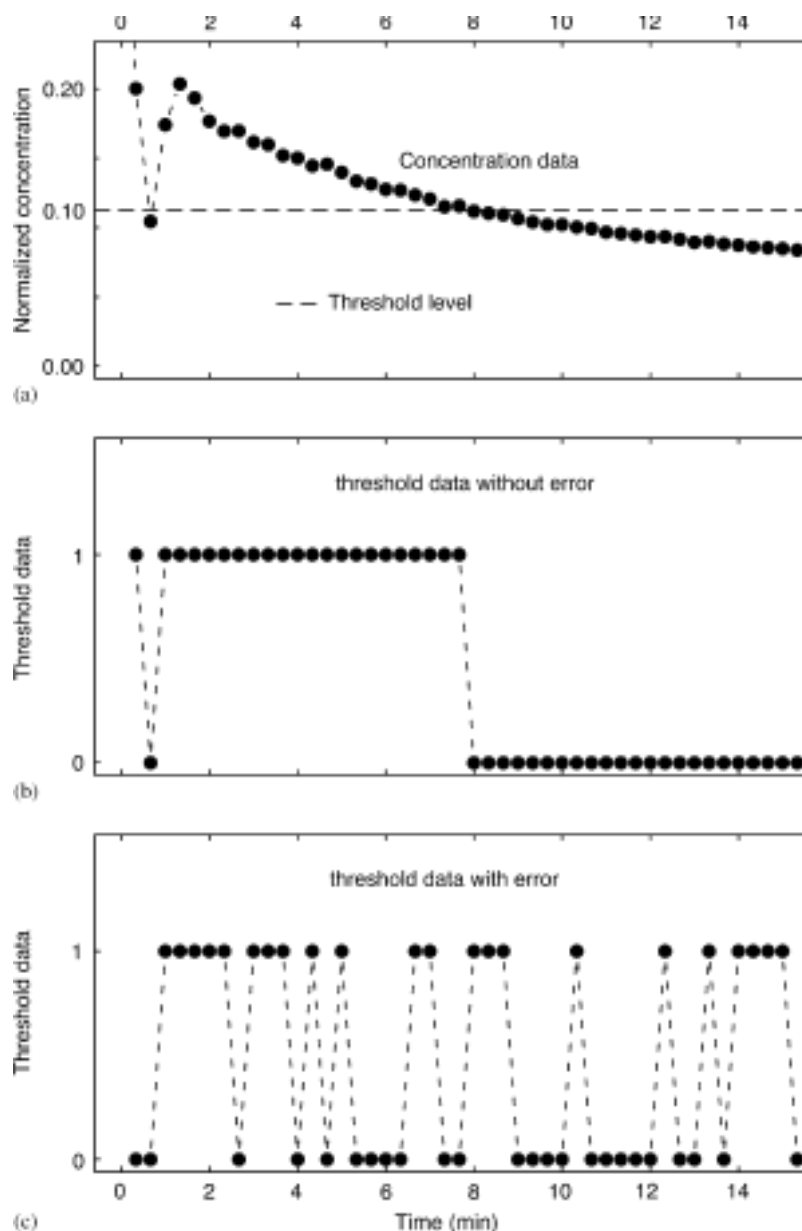 0 2 4 6 8 10 12 14
0.20
Normalized concentration
Concentration data
0.10
Threshold level
0.00
(a)
threshold data without error
Threshold data
1
0
(b)
threshold data with error
Threshold data
1
0
0 2 4 6 8 10 12 14
(c)
Time (min)